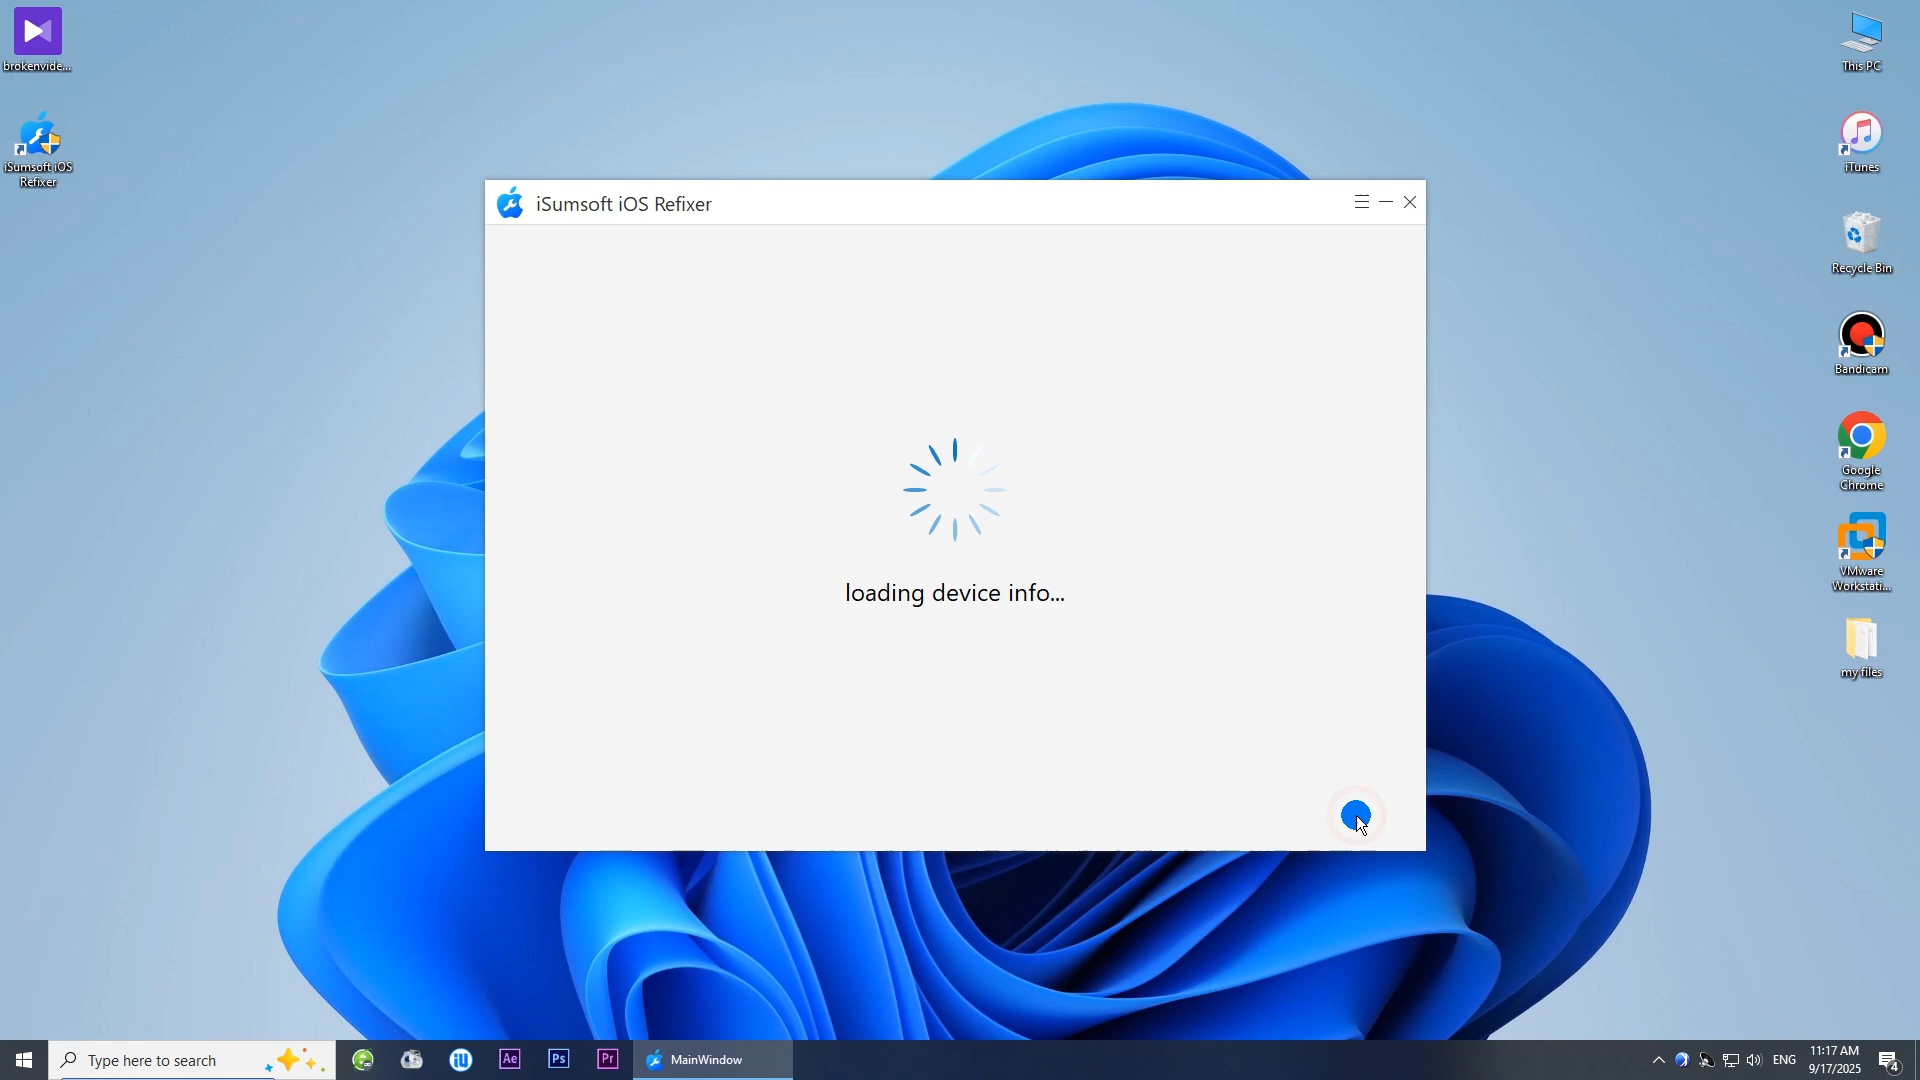 brokenvide...
iSumsoft iOS
Refixer
iSumsoft iOS Refixer
loading device info...
This PC
iTunes
Recycle Bin
Bandicam
Google
Chrome
VMware
Workstati...
my files
Type here to search
iU
Ae
Ps
Pr
MainWindow
ENG
11:17 AM
9/17/2025
4